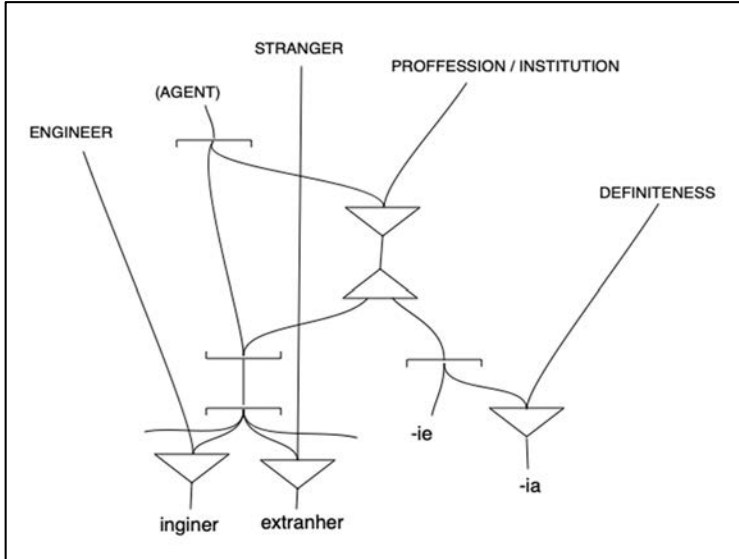 STRANGER
PROFFESSION / INSTITUTION
(AGENT)
ENGINEER
DEFINITENESS
-ie
-ia
inginer
extranher